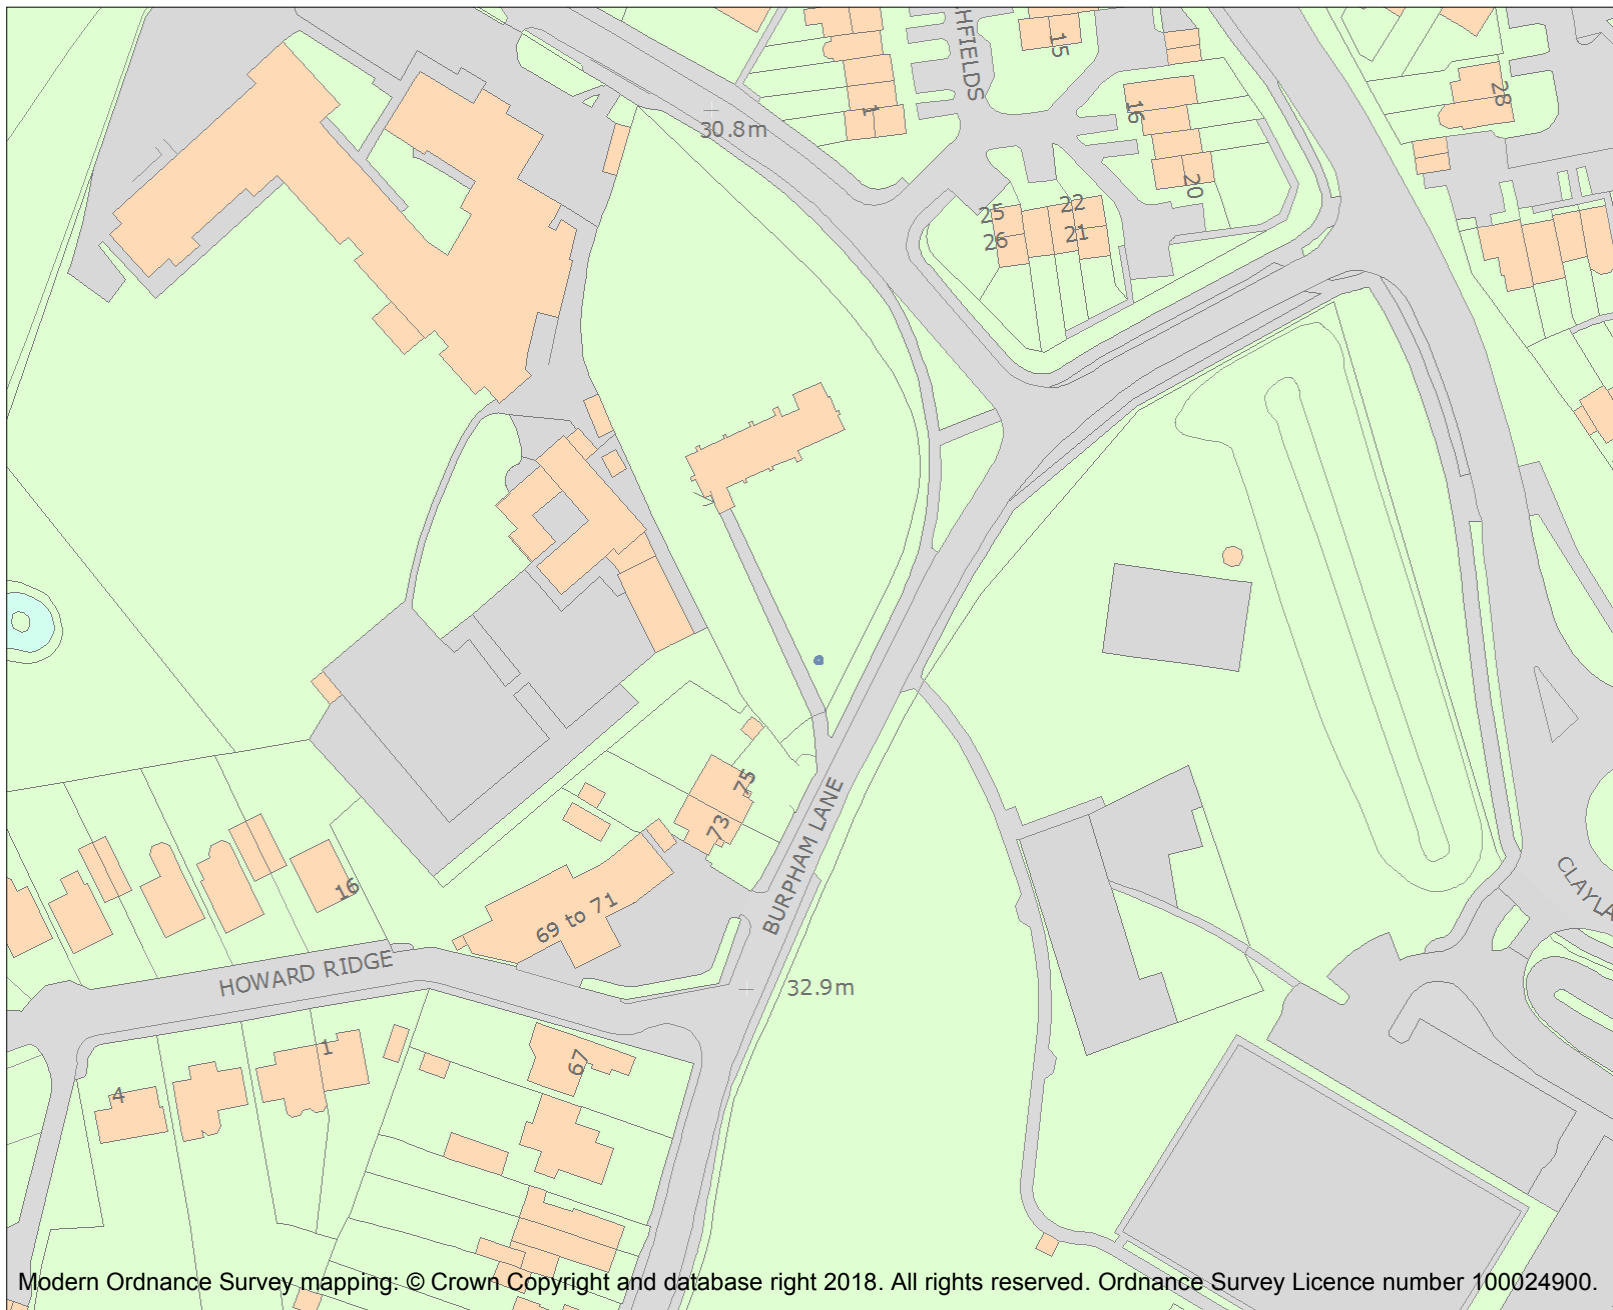 HFIELDS
15
1
16
28
30.8m
20
25
22
26
21
75
73
BURPHAM LANE
16
69 to 71
CLAYLA
HOWARD RIDGE
32.9m
1
67
4
Modern Ordnance Survey mapping: © Crown Copyright and database right 2018. All rights reserved. Ordnance Survey Licence number 100024900.